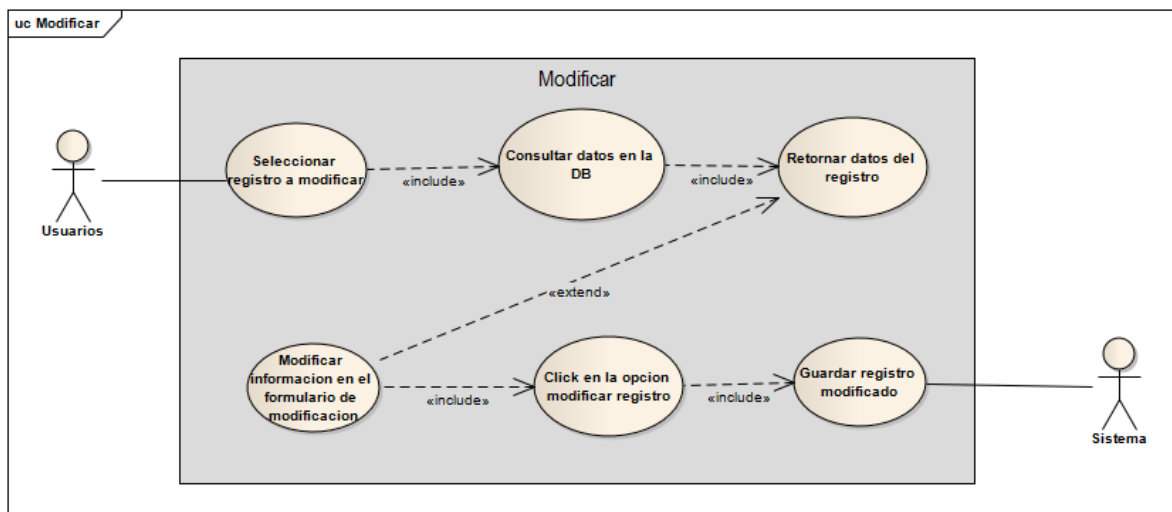 uc Modificar
Modificar
Seleccionar
registro a modificar
«include»
Consultar datos en la
DB
«include»
Retornar datos del
registro
Usuarios
«extend»
Modificar
informacion en el
formulario de
modificacion
«include»
Click en la opcion
modificar registro
«include»
Guardar registro
modificado
Sistema